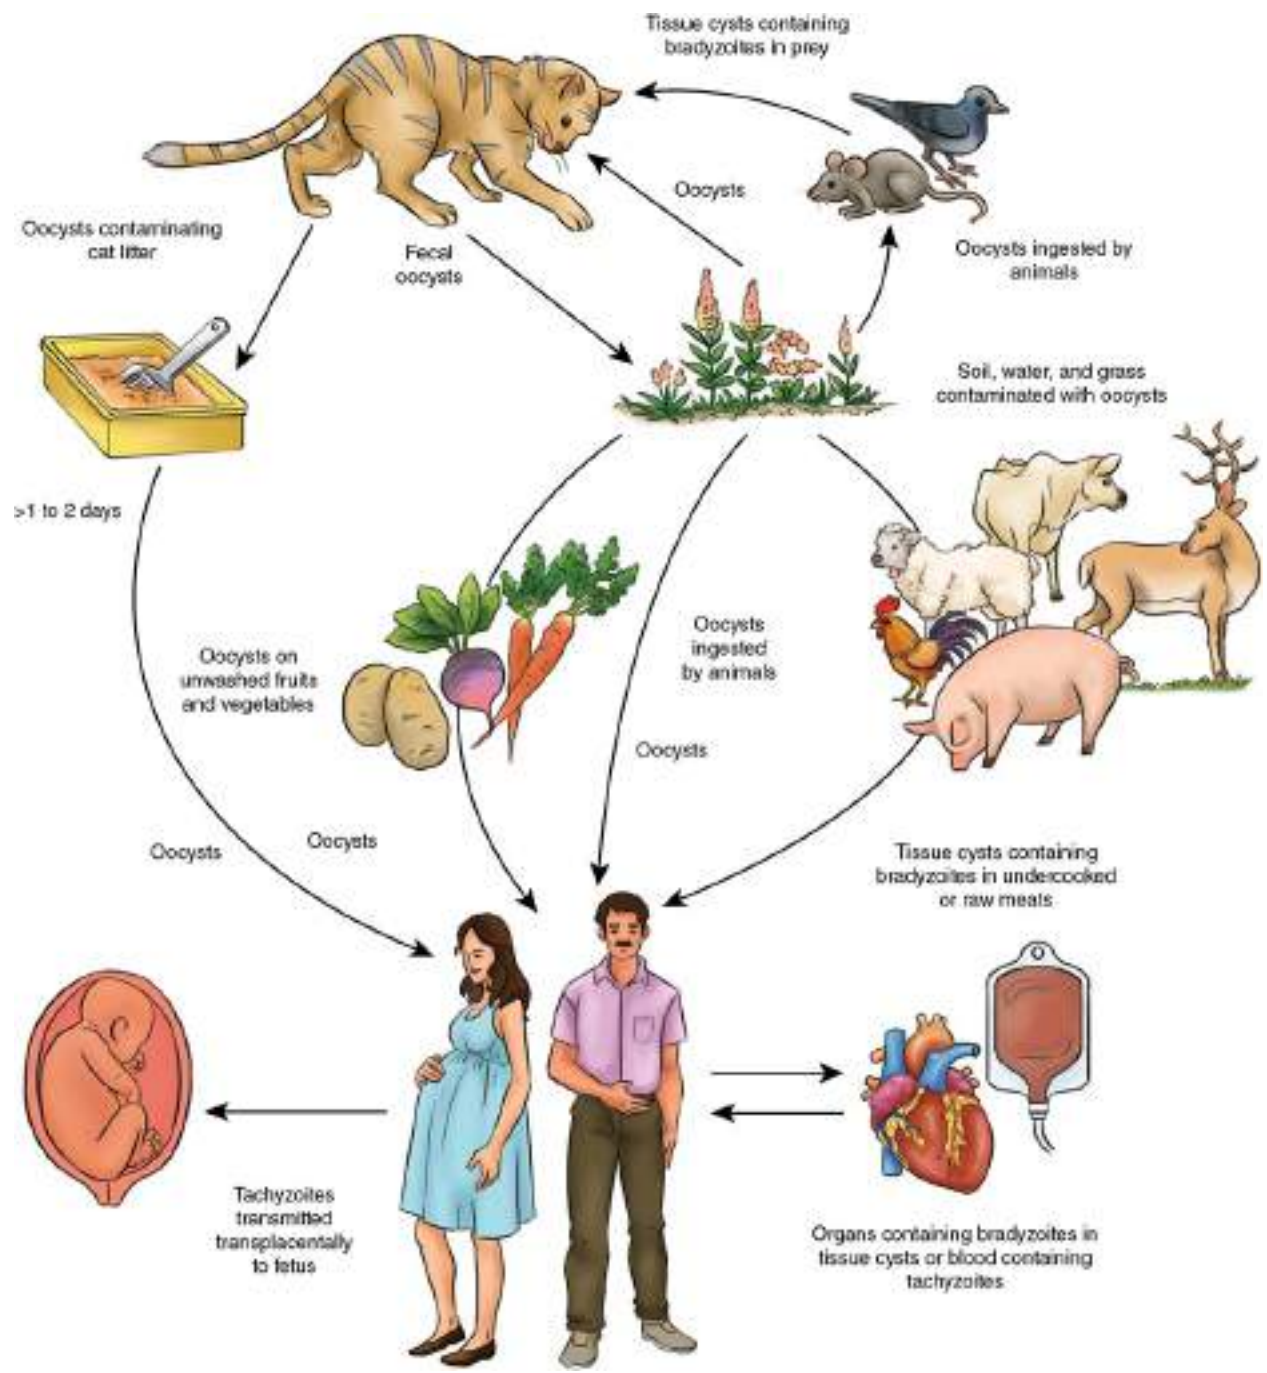 Tissue cysts containing
bradyzoites in prey
Oocysts
Oocysts contaminating
cat litter
Fecal
oocysts
Oocysts ingested by
animals
Soil, water, and grass
contaminated with oocysts
>1 to 2 days
Oocysts on
unwashed fruits
and vegetables
Oocysts
ingested
by animals
Oocysts
Oocysts
Oocysts
Tissue cysts containing
bradyzoites in undercooked
or raw meats
Tachyzoites
transmitted
transplacentally
to fetus
Organs containing bradyzoites in
tissue cysts or blood containing
tachyzoites